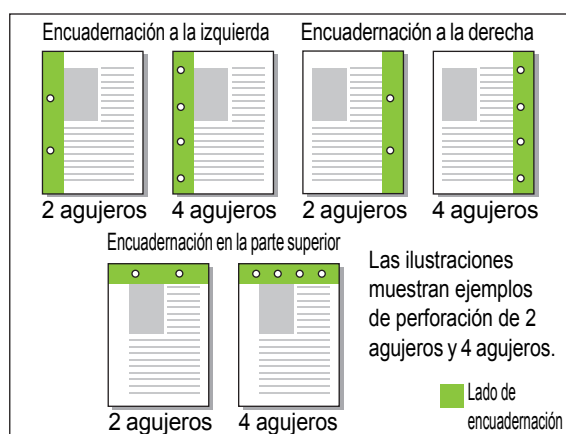 Encuadernación a la izquierda
Encuadernación a la derecha
2 agujeros
4 agujeros
2 agujeros
4 agujeros
Encuadernación en la parte superior
2 agujeros
4 agujeros
Las ilustraciones
muestran ejemplos
de perforación de 2
agujeros y 4 agujeros.
Lado de
encuadernación